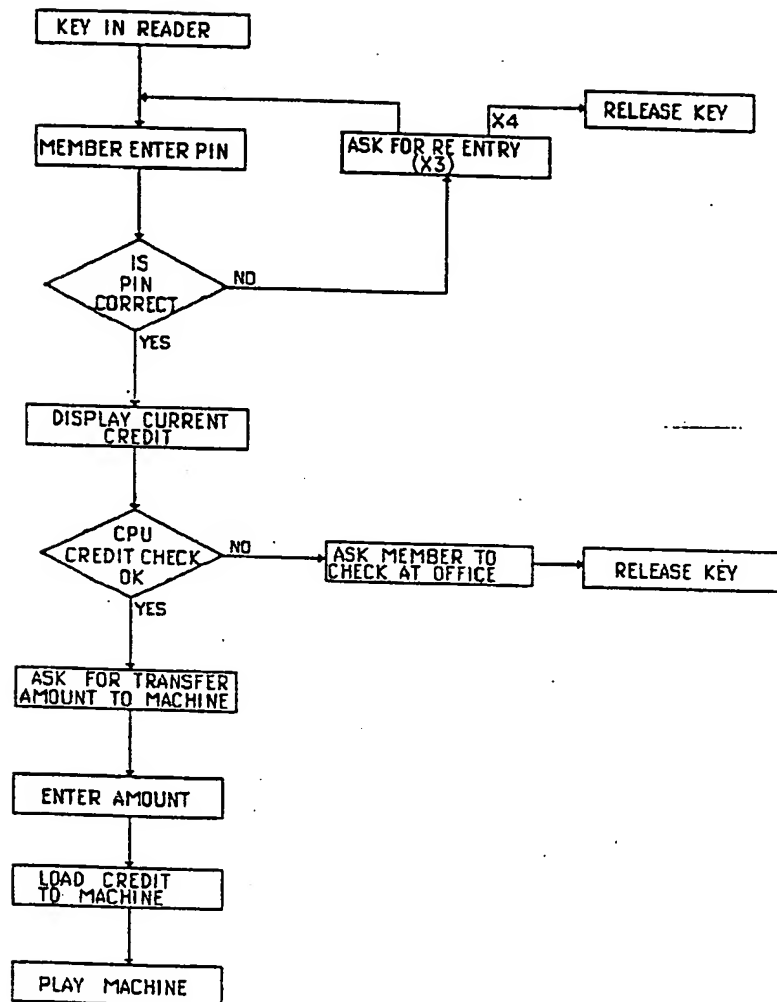 KEY IN READER
X4
RELEASE KEY
MEMBER ENTER PIN
ASK FOR RE ENTRY
(X3)
IS
PIN
CORRECT
NO
YES
DISPLAY CURRENT
CREDIT
CPU
CREDIT CHECK
OK
NO
ASK MEMBER TO
CHECK AT OFFICE
RELEASE KEY
YES
ASK FOR TRANSFER
AMOUNT TO MACHINE
ENTER AMOUNT
LOAD CREDIT
TO MACHINE
PLAY MACHINE